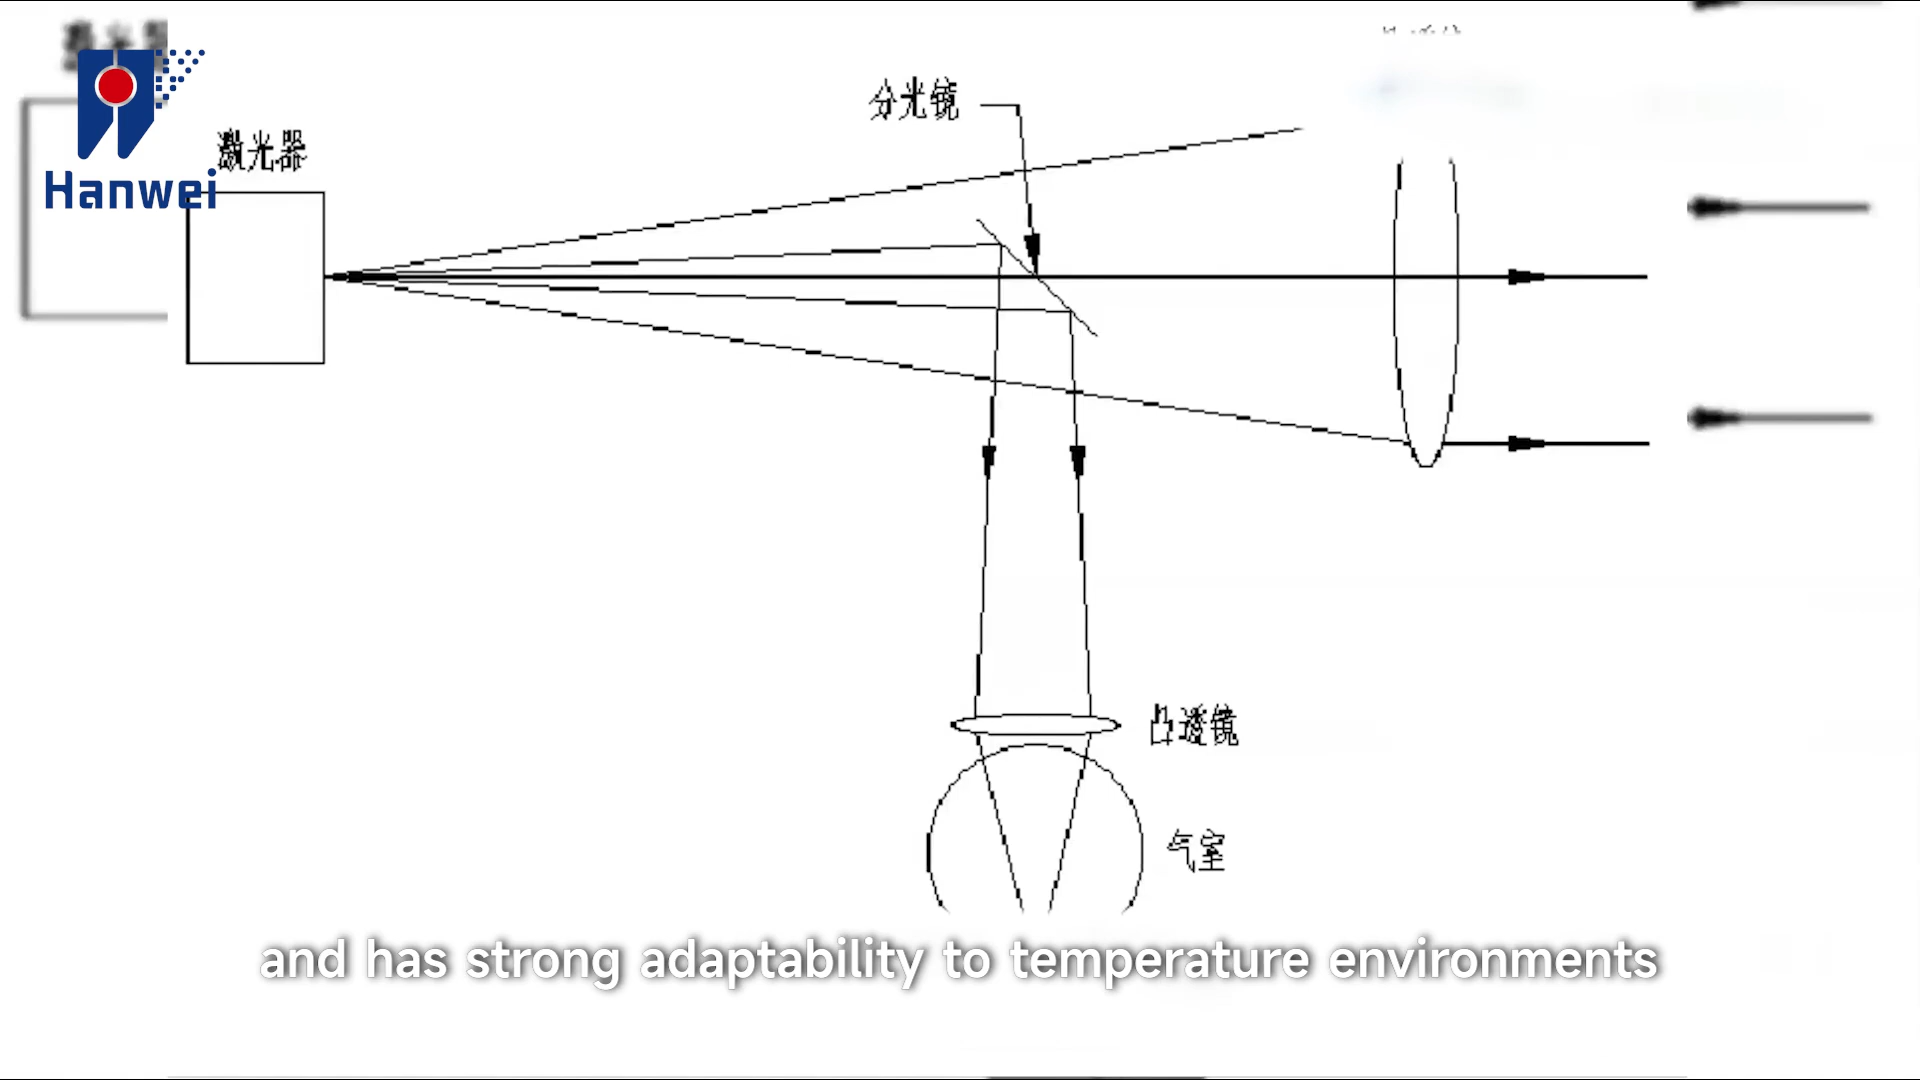 分光镜
激光器
Hanwei
凸透镜
气室
and has strong adaptability to temperature environments